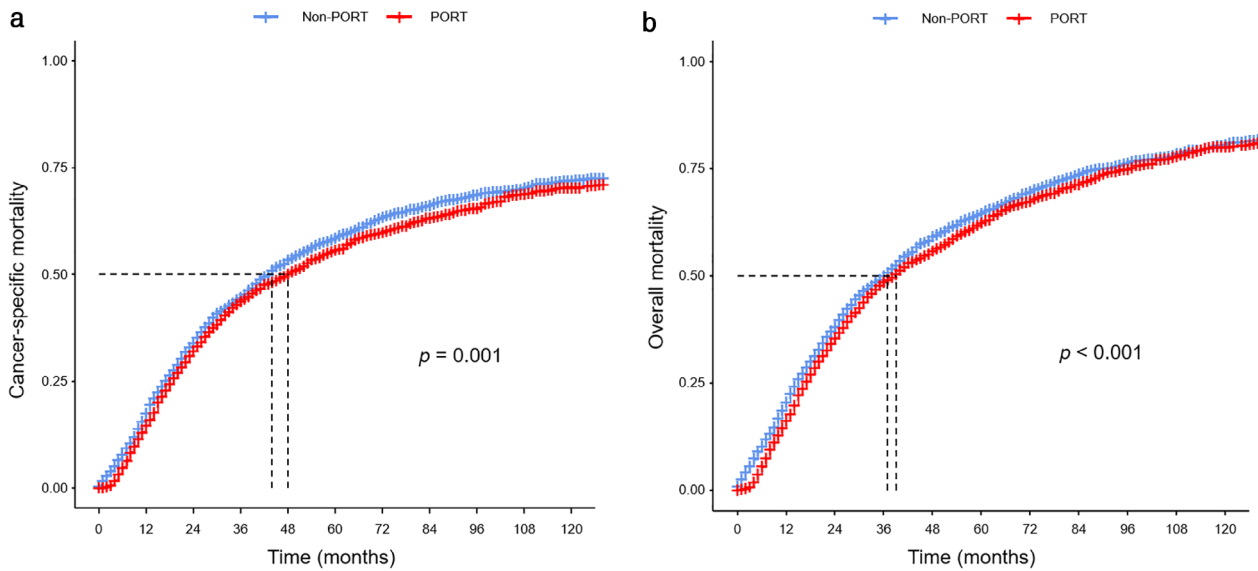 a
Non-PORT PORT
Cancer-specific mortality
1.00
0.75
0.50
0.25
0.00
p = 0.001
0 12 24 36 48 60 72 84 96 108 120
Time (months)
b
Non-PORT PORT
Overall mortality
1.00
0.75
0.50
0.25
0.00
p < 0.001
0 12 24 36 48 60 72 84 96 108 120
Time (months)